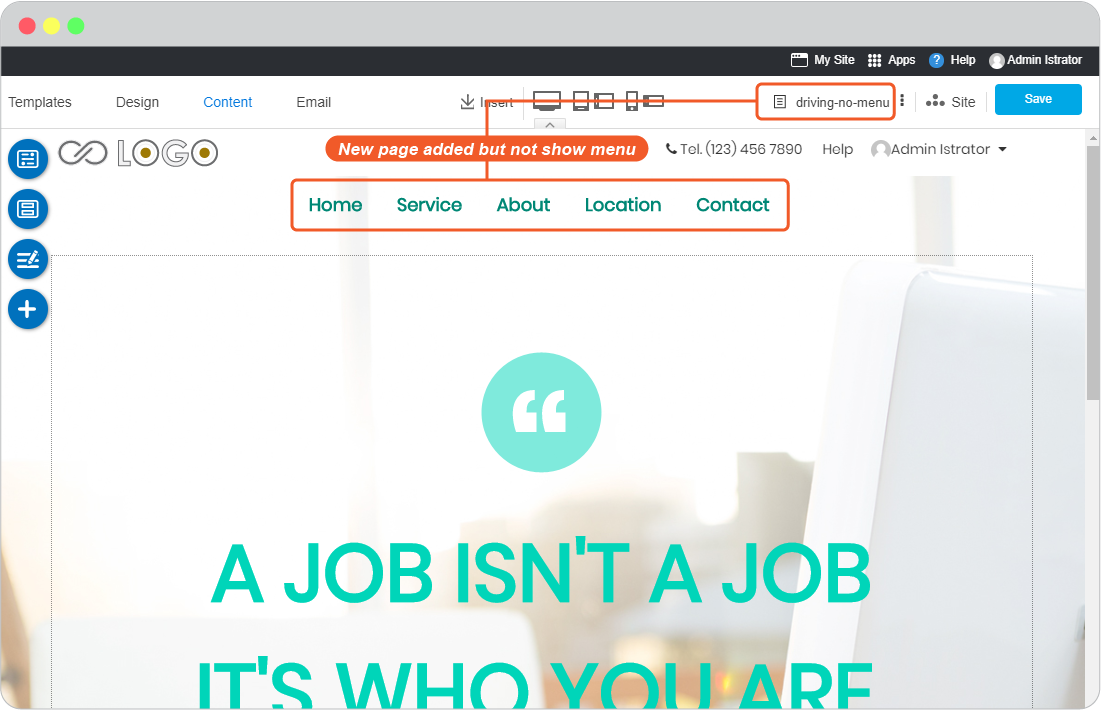 My Site Apps ? Help Admin Istrator
Templates Design Content Email Insert driving-no-menu Site Save
LOGO New page added but not show menu Tel. (123) 456 7890 Help Admin Istrator
Home Service About Location Contact
“
A JOB ISN'T A JOB
IT'S WHO YOU ARE